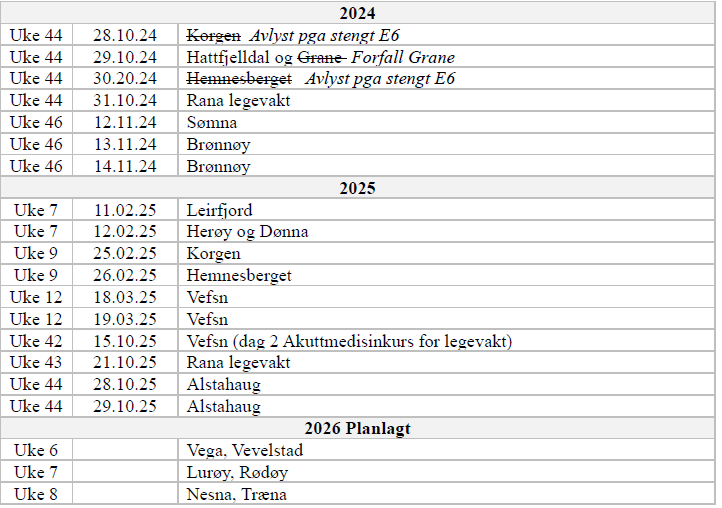 2024
Uke 44 28.10.24 Korgen Avlyst pga stengt E6
Uke 44 29.10.24 Hattfjelldal og Grane Forfall Grane
Uke 44 30.20.24 Hemnesberget Avlyst pga stengt E6
Uke 44 31.10.24 Rana legevakt
Uke 46 12.11.24 Sømna
Uke 46 13.11.24 Brønnøy
Uke 46 14.11.24 Brønnøy
2025
Uke 7 11.02.25 Leirfjord
Uke 7 12.02.25 Herøy og Dønna
Uke 9 25.02.25 Korgen
Uke 9 26.02.25 Hemnesberget
Uke 12 18.03.25 Vefsn
Uke 12 19.03.25 Vefsn
Uke 42 15.10.25 Vefsn (dag 2 Akuttmedisinkurs for legevakt)
Uke 43 21.10.25 Rana legevakt
Uke 44 28.10.25 Alstahaug
Uke 44 29.10.25 Alstahaug
2026 Planlagt
Uke 6 Vega, Vevelstad
Uke 7 Lurøy, Rødøy
Uke 8 Nesna, Træna